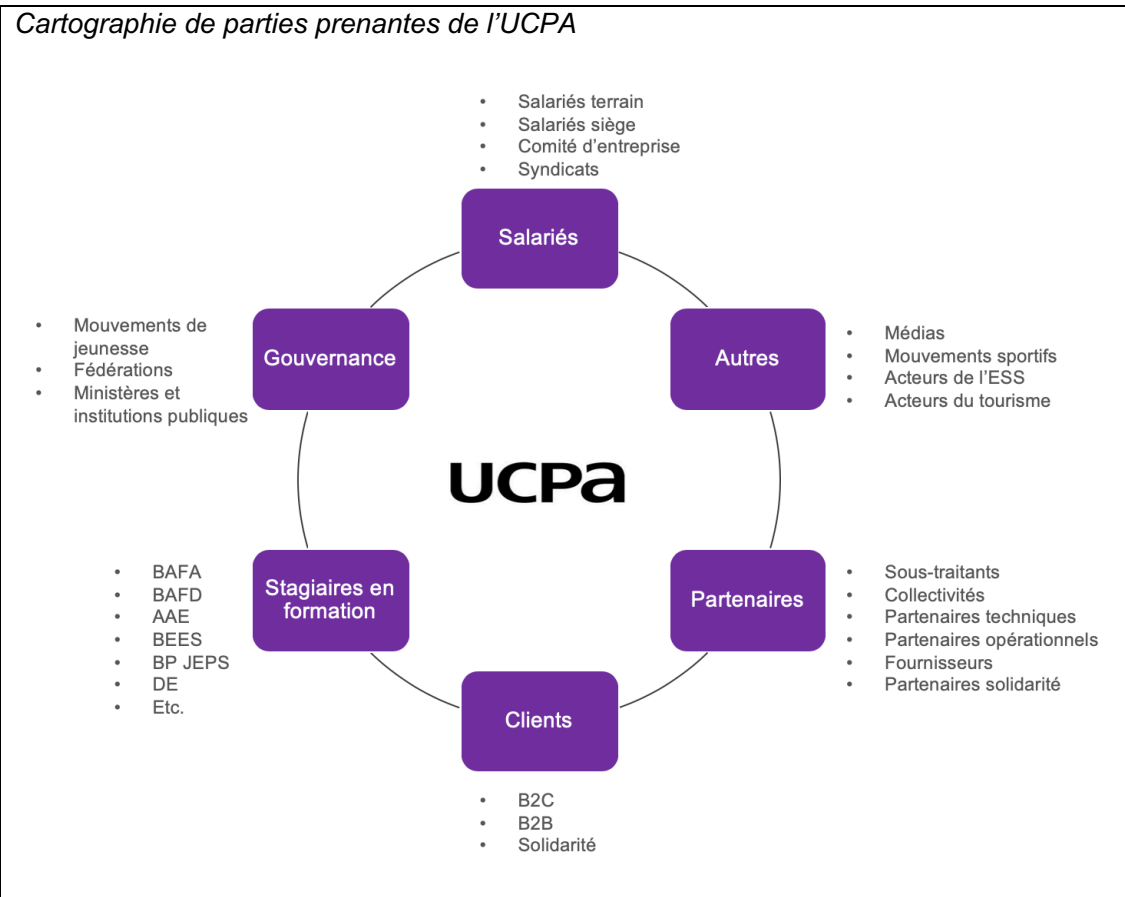 Cartographie de parties prenantes de l'UCPA
• Salariés terrain
• Salariés siège
• Comité d'entreprise
• Syndicats
Salariés
• Mouvements de
jeunesse
• Fédérations
• Ministères et
institutions publiques
Gouvernance
Autres
• Médias
• Mouvements sportifs
• Acteurs de l'ESS
• Acteurs du tourisme
UCPA
• BAFA
• BAFD
• AAE
• BEES
• BP JEPS
• DE
• Etc.
Stagiaires en
formation
Partenaires
• Sous-traitants
• Collectivités
• Partenaires techniques
• Partenaires opérationnels
• Fournisseurs
• Partenaires solidarité
Clients
• B2C
• B2B
• Solidarité